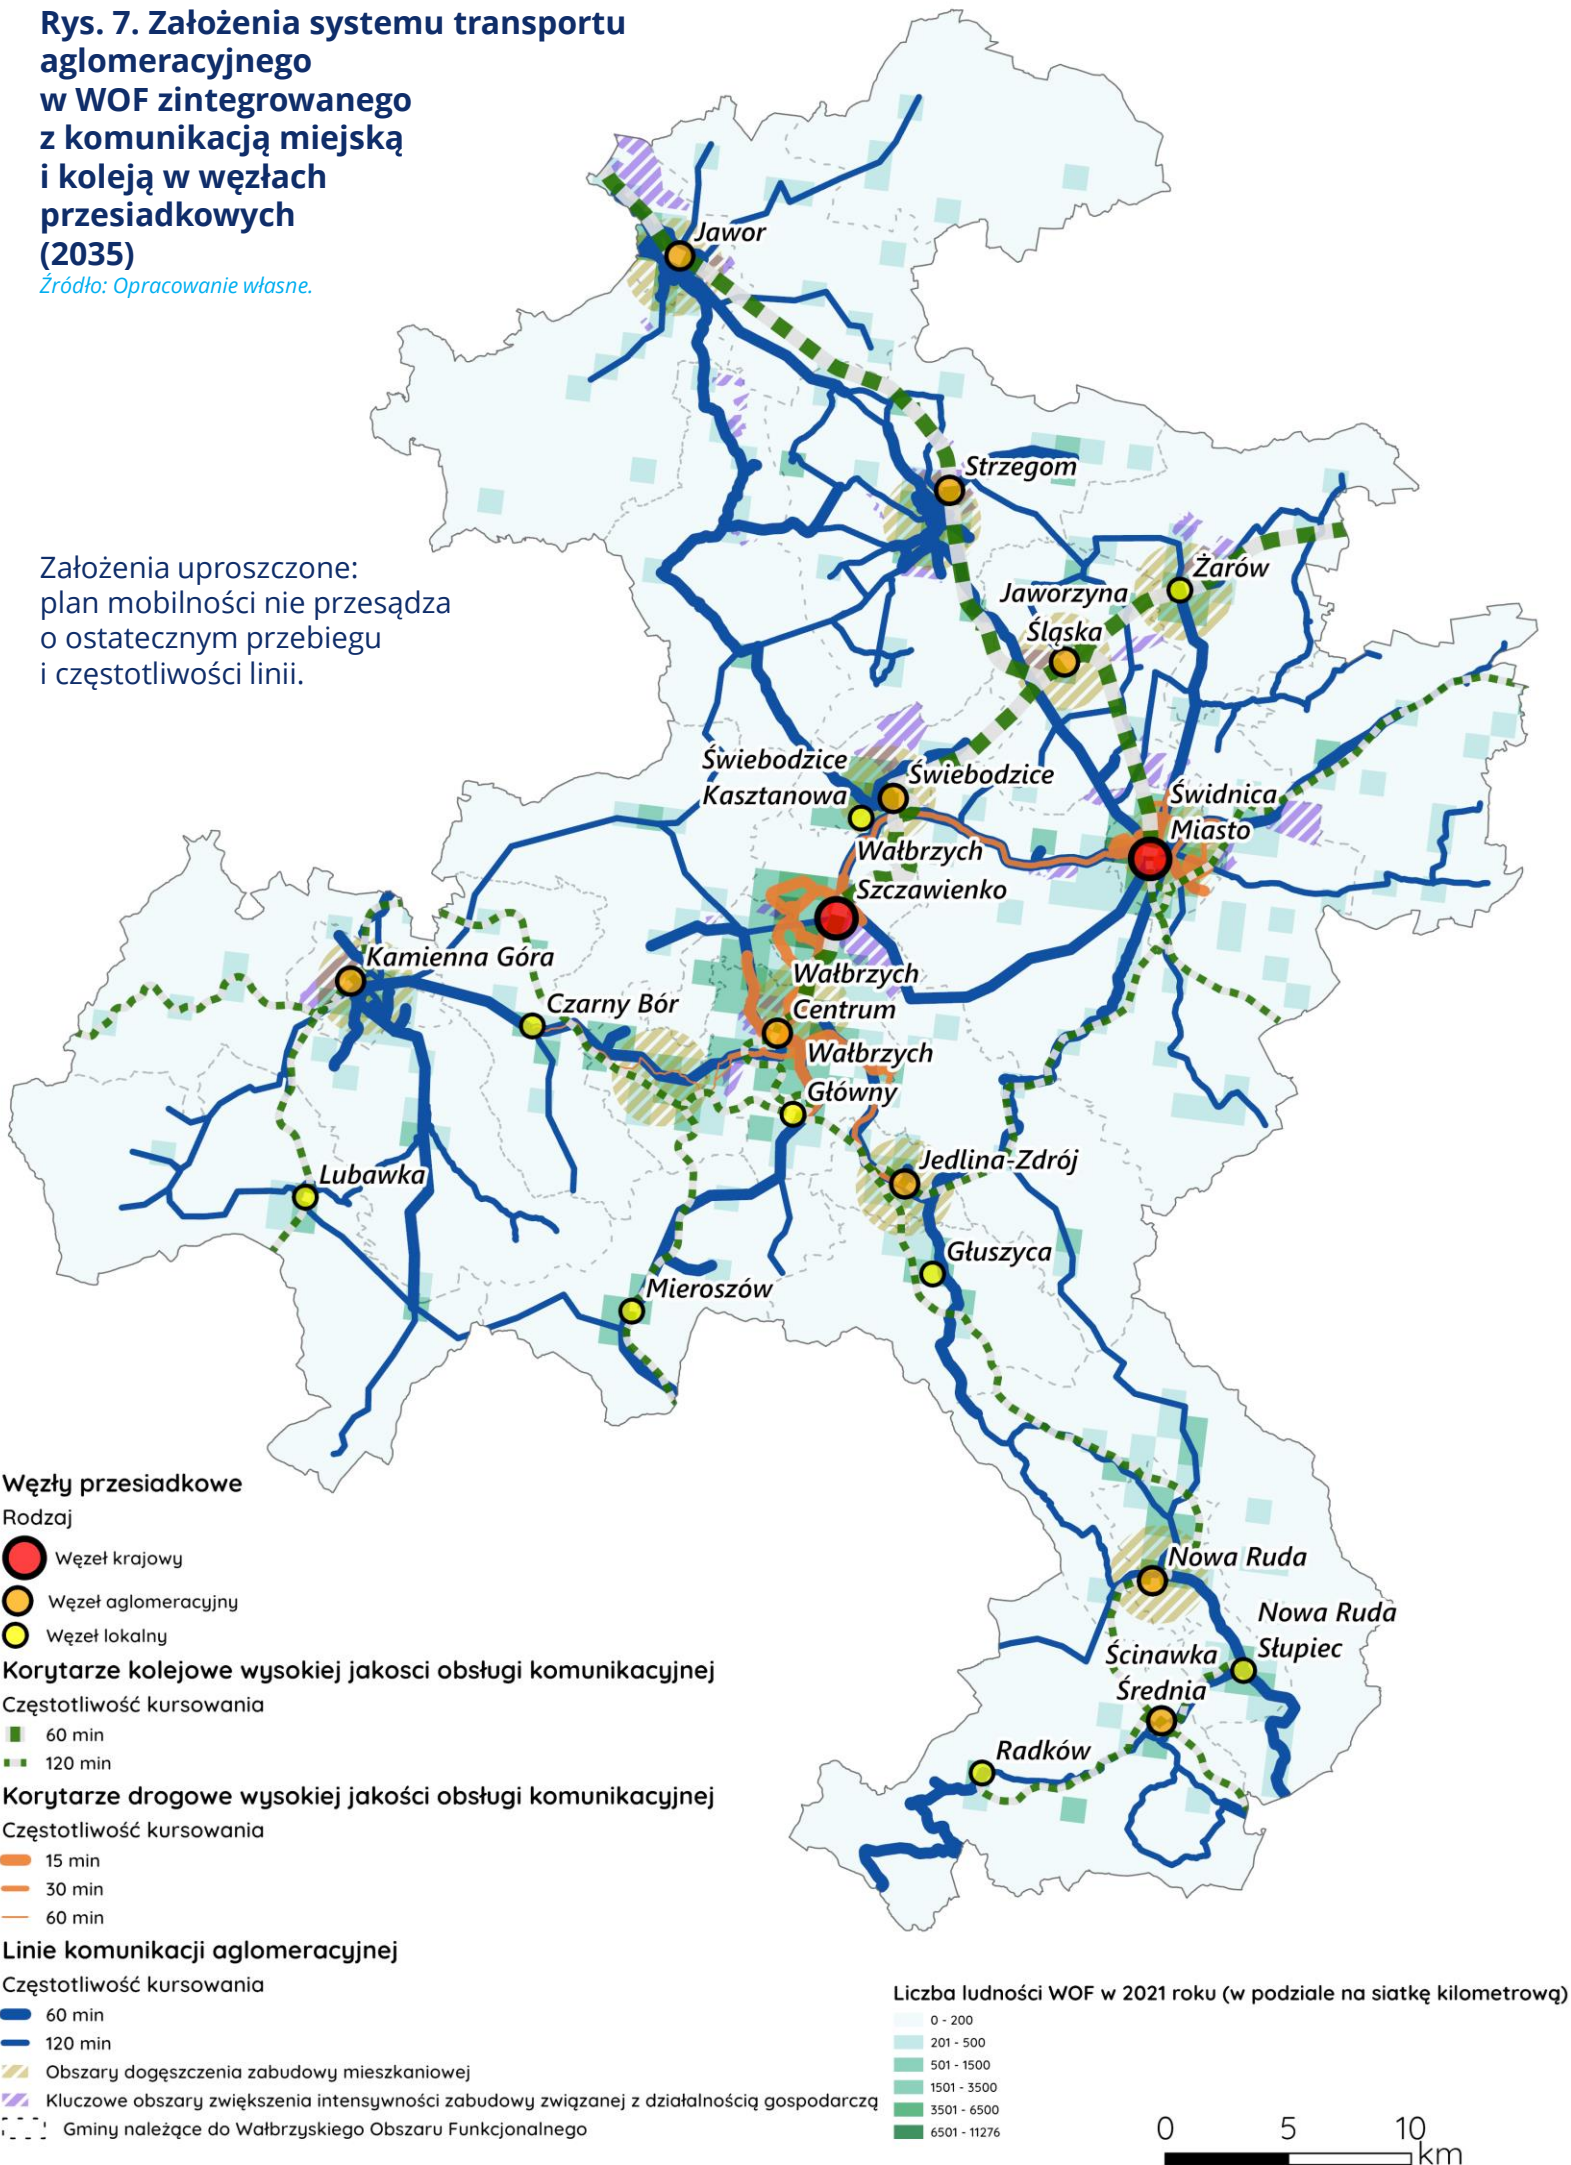 Rys. 7. Założenia systemu transportu
aglomeracyjnego
w WOF zintegrowanego
z komunikacją miejską
i koleją w węzłach
przesiadkowych
(2035)
Źródło: Opracowanie własne.
Założenia uproszczone:
plan mobilności nie przesądza
o ostatecznym przebiegu
i częstotliwości linii.
Jawor
Strzegom
Żarów
Jaworzyna
Śląska
Świebodzice
Kasztanowa
Świebodzice
Świdnica
Miasto
Wałbrzych
Szczawienko
Kamienna Góra
Czarny Bór
Wałbrzych
Centrum
Wałbrzych
Główny
Jedlina-Zdrój
Lubawka
Głuszyca
Mieroszów
Nowa Ruda
Nowa Ruda
Słupiec
Ścinawka
Średnia
Radków
Węzły przesiadkowe
Rodzaj
Węzeł krajowy
Węzeł aglomeracyjny
Węzeł lokalny
Korytarze kolejowe wysokiej jakosci obsługi komunikacyjnej
Częstotliwość kursowania
60 min
120 min
Korytarze drogowe wysokiej jakości obsługi komunikacyjnej
Częstotliwość kursowania
15 min
30 min
60 min
Linie komunikacji aglomeracyjnej
Częstotliwość kursowania
60 min
120 min
Obszary dogęszczenia zabudowy mieszkaniowej
Kluczowe obszary zwiększenia intensywności zabudowy związanej z działalnością gospodarczą
Gminy należące do Wałbrzyskiego Obszaru Funkcjonalnego
Liczba ludności WOF w 2021 roku (w podziale na siatkę kilometrową)
0 - 200
201 - 500
501 - 1500
1501 - 3500
3501 - 6500
6501 - 11276
0 5 10
km